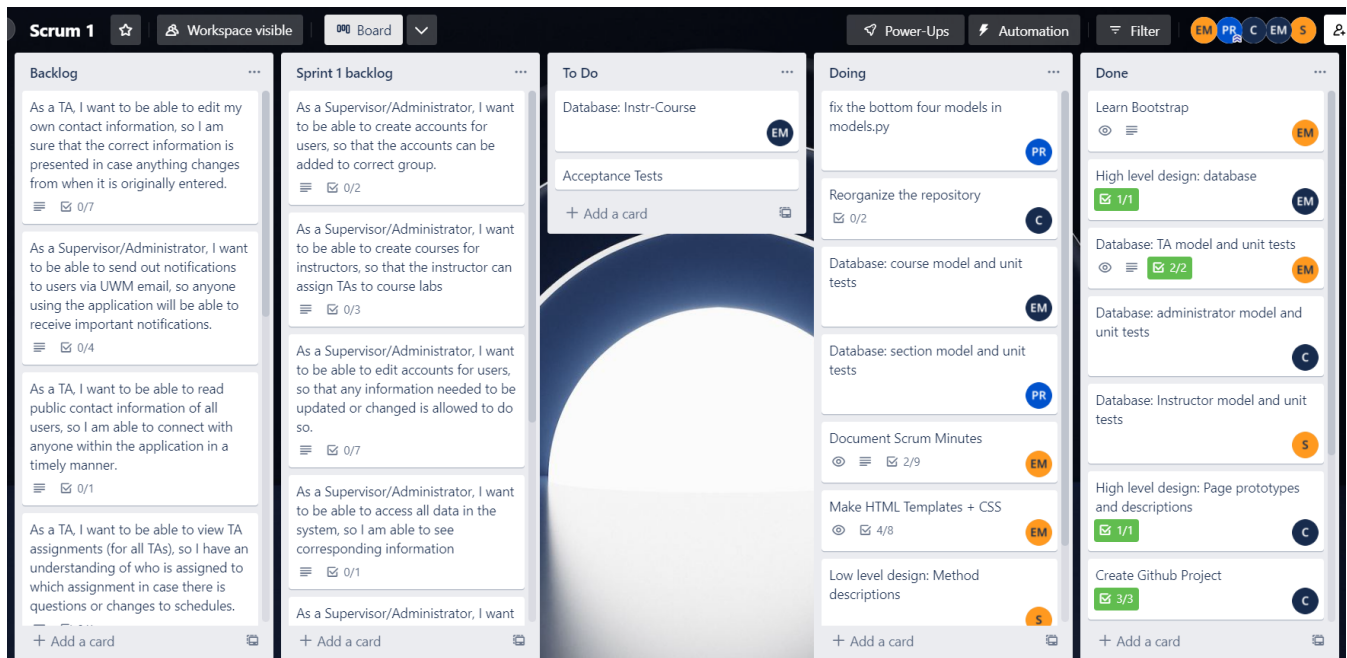 Scrum 1
Workspace visible
Board
Power-Ups
Automation
Filter
EM PR C EM S
Backlog
As a TA, I want to be able to edit my
own contact information, so I am
sure that the correct information is
presented in case anything changes
from when it is originally entered.
0/7
As a Supervisor/Administrator, I want
to be able to send out notifications
to users via UWM email, so anyone
using the application will be able to
receive important notifications.
0/4
As a TA, I want to be able to read
public contact information of all
users, so I am able to connect with
anyone within the application in a
timely manner.
0/1
As a TA, I want to be able to view TA
assignments (for all TAs), so I have an
understanding of who is assigned to
which assignment in case there is
questions or changes to schedules.
+ Add a card
Sprint 1 backlog
As a Supervisor/Administrator, I want
to be able to create accounts for
users, so that the accounts can be
added to correct group.
0/2
As a Supervisor/Administrator, I want
to be able to create courses for
instructors, so that the instructor can
assign TAs to course labs
0/3
As a Supervisor/Administrator, I want
to be able to edit accounts for users,
so that any information needed to be
updated or changed is allowed to do
so.
0/7
As a Supervisor/Administrator, I want
to be able to access all data in the
system, so I am able to see
corresponding information
0/1
As a Supervisor/Administrator, I want
+ Add a card
To Do
Database: Instr-Course
EM
Acceptance Tests
+ Add a card
Doing
fix the bottom four models in
models.py
PR
Reorganize the repository
0/2
C
Database: course model and unit
tests
EM
Database: section model and unit
tests
PR
Document Scrum Minutes
2/9
EM
Make HTML Templates + CSS
4/8
EM
Low level design: Method
descriptions
S
+ Add a card
Done
Learn Bootstrap
EM
High level design: database
1/1
EM
Database: TA model and unit tests
2/2
EM
Database: administrator model and
unit tests
C
Database: Instructor model and unit
tests
S
High level design: Page prototypes
and descriptions
1/1
C
Create Github Project
3/3
C
+ Add a card